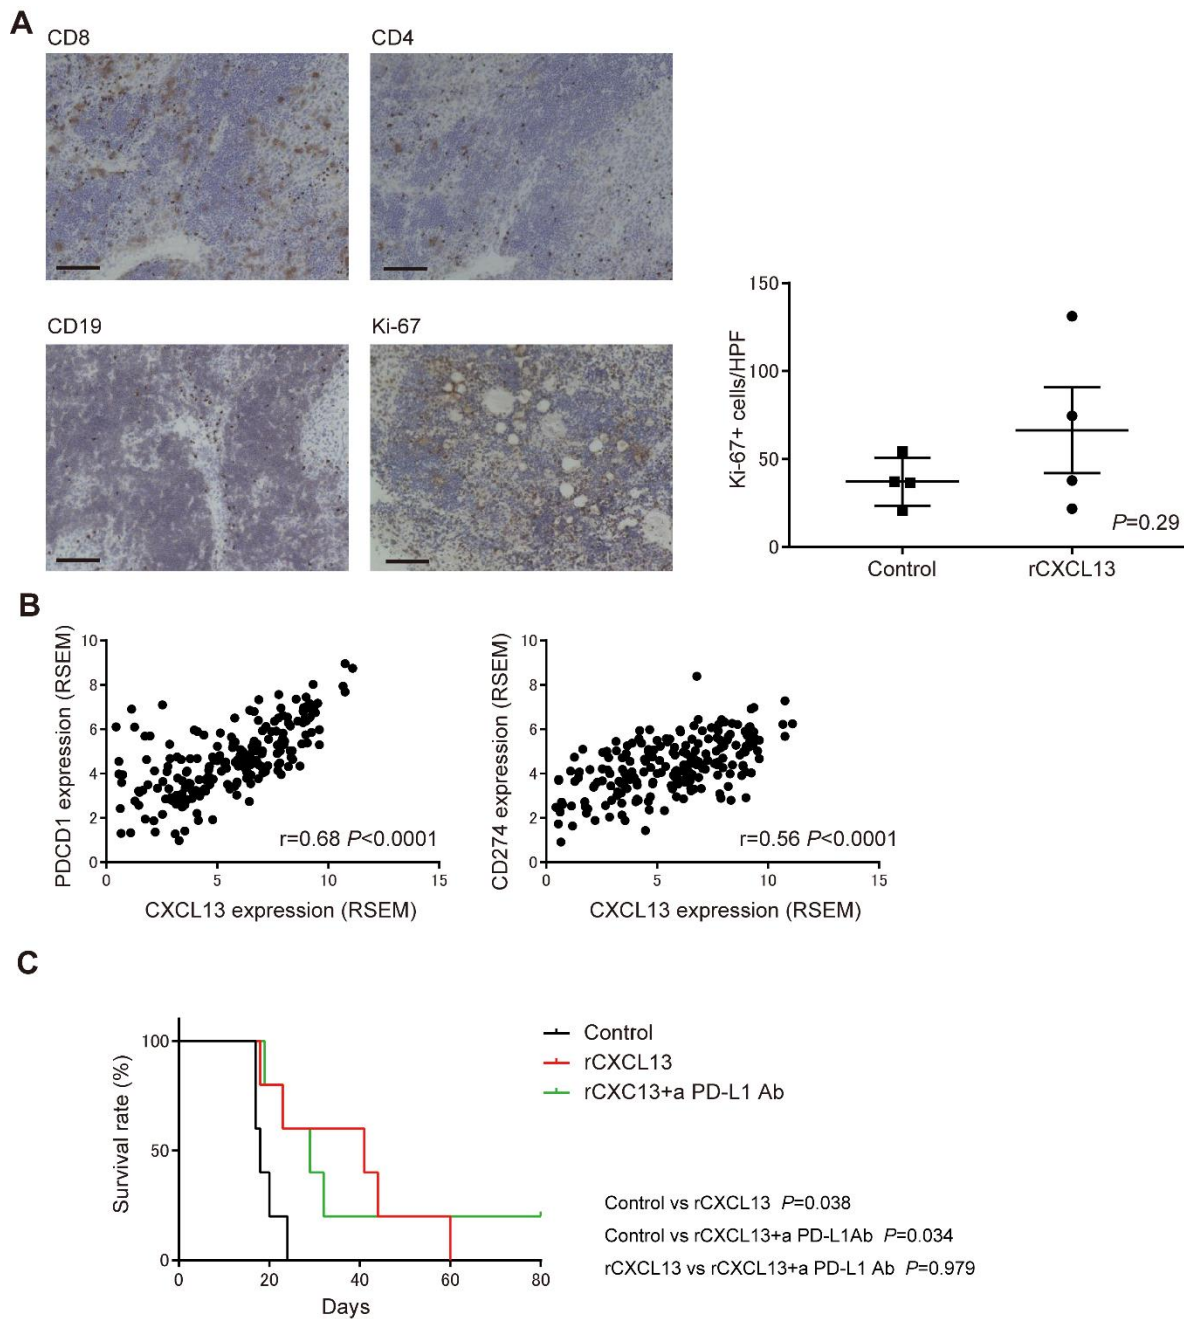 A
CD8
CD4
CD19
Ki-67
Ki-67+ cells/HPF
150
100
50
0
P=0.29
Control
rCXCL13
B
PDCD1 expression (RSEM)
10
8
6
4
2
0
r=0.68 P<0.0001
0
5
10
15
CXCL13 expression (RSEM)
CD274 expression (RSEM)
10
8
6
4
2
0
r=0.56 P<0.0001
0
5
10
15
CXCL13 expression (RSEM)
C
Survival rate (%)
100
50
0
0
20
40
60
80
Days
Control
rCXCL13
rCXC13+a PD-L1 Ab
Control vs rCXCL13 P=0.038
Control vs rCXCL13+a PD-L1Ab P=0.034
rCXCL13 vs rCXCL13+a PD-L1 Ab P=0.979